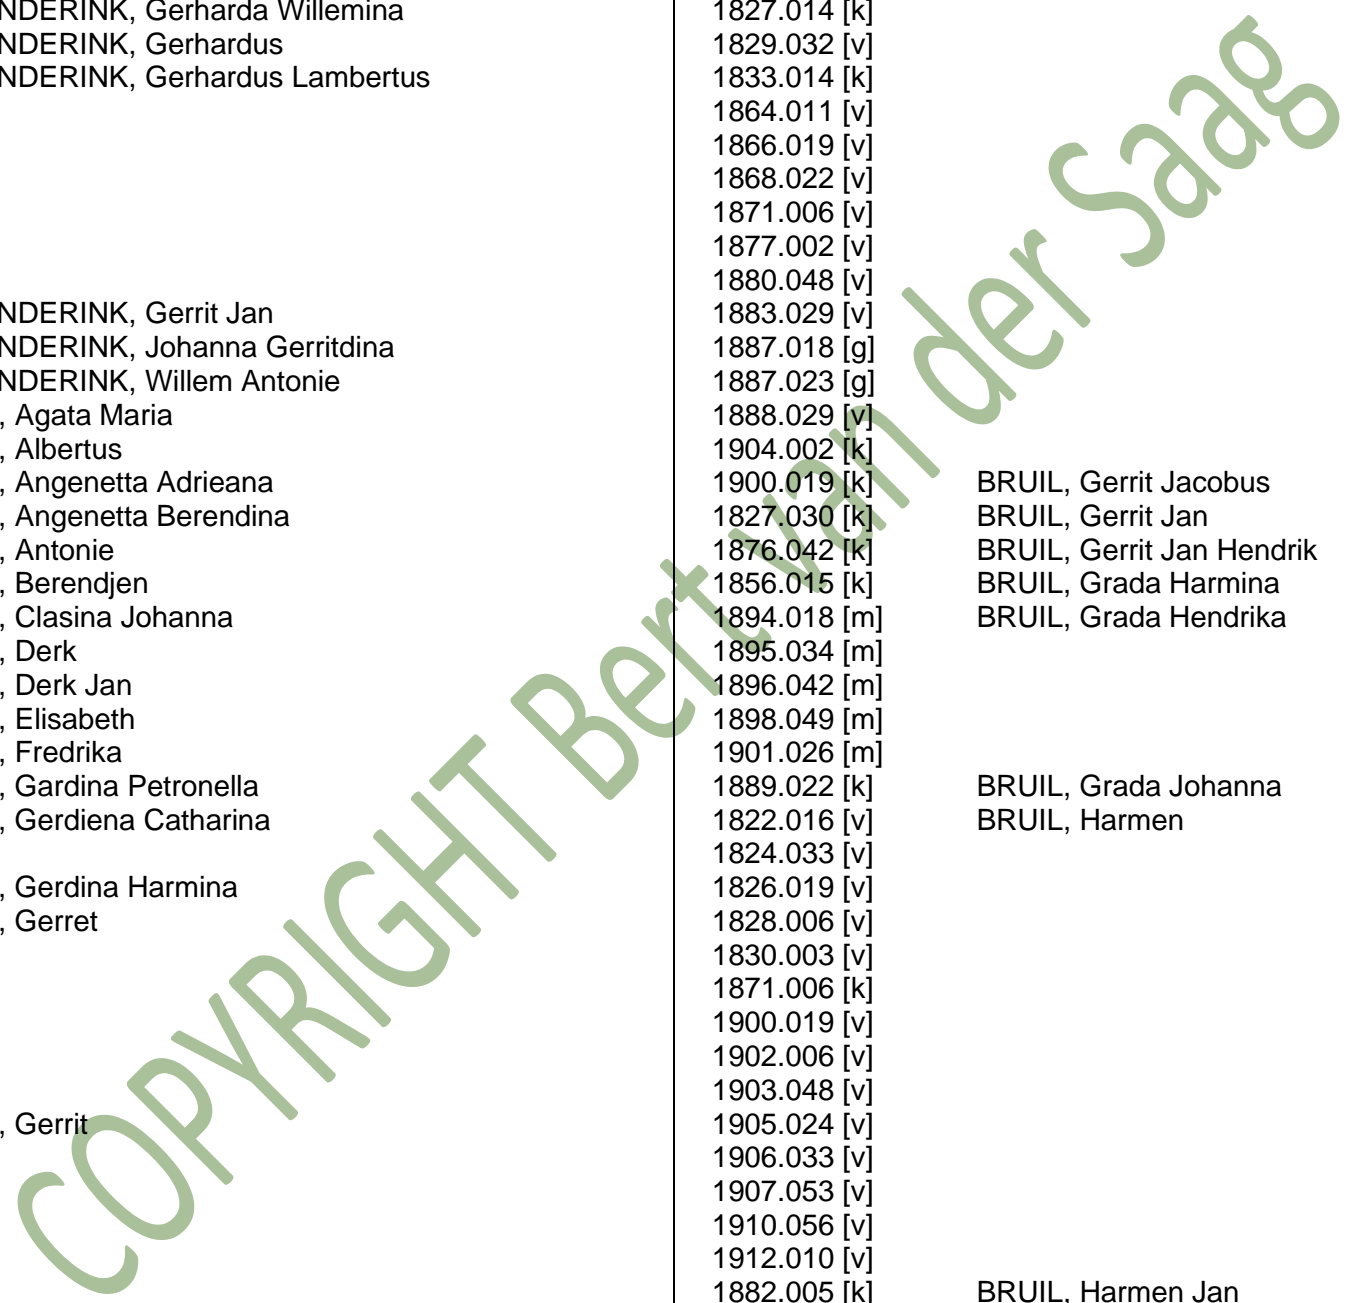 NDERINK, Gerharda Willemina
NDERINK, Gerhardus
NDERINK, Gerhardus Lambertus
NDERINK, Gerrit Jan
NDERINK, Johanna Gerritdina
NDERINK, Willem Antonie
, Agata Maria
, Albertus
, Angenetta Adrieana
, Angenetta Berendina
, Antonie
, Berendjen
, Clasina Johanna
, Derk
, Derk Jan
, Elisabeth
, Fredrika
, Gardina Petronella
, Gerdiena Catharina
, Gerdina Harmina
, Gerret
, Gerrit
1827.014 [k]
1829.032 [v]
1833.014 [k]
1864.011 [v]
1866.019 [v]
1868.022 [v]
1871.006 [v]
1877.002 [v]
1880.048 [v]
1883.029 [v]
1887.018 [g]
1887.023 [g]
1888.029 [v]
1904.002 [k]
1900.019 [k] BRUIL, Gerrit Jacobus
1827.030 [k] BRUIL, Gerrit Jan
1876.042 [k] BRUIL, Gerrit Jan Hendrik
1856.015 [k] BRUIL, Grada Harmina
1894.018 [m] BRUIL, Grada Hendrika
1895.034 [m]
1896.042 [m]
1898.049 [m]
1901.026 [m]
1889.022 [k] BRUIL, Grada Johanna
1822.016 [v] BRUIL, Harmen
1824.033 [v]
1826.019 [v]
1828.006 [v]
1830.003 [v]
1871.006 [k]
1900.019 [v]
1902.006 [v]
1903.048 [v]
1905.024 [v]
1906.033 [v]
1907.053 [v]
1910.056 [v]
1912.010 [v]
1882.005 [k] BRUIL, Harmen Jan
COPYRIGHT Bert van der Saag